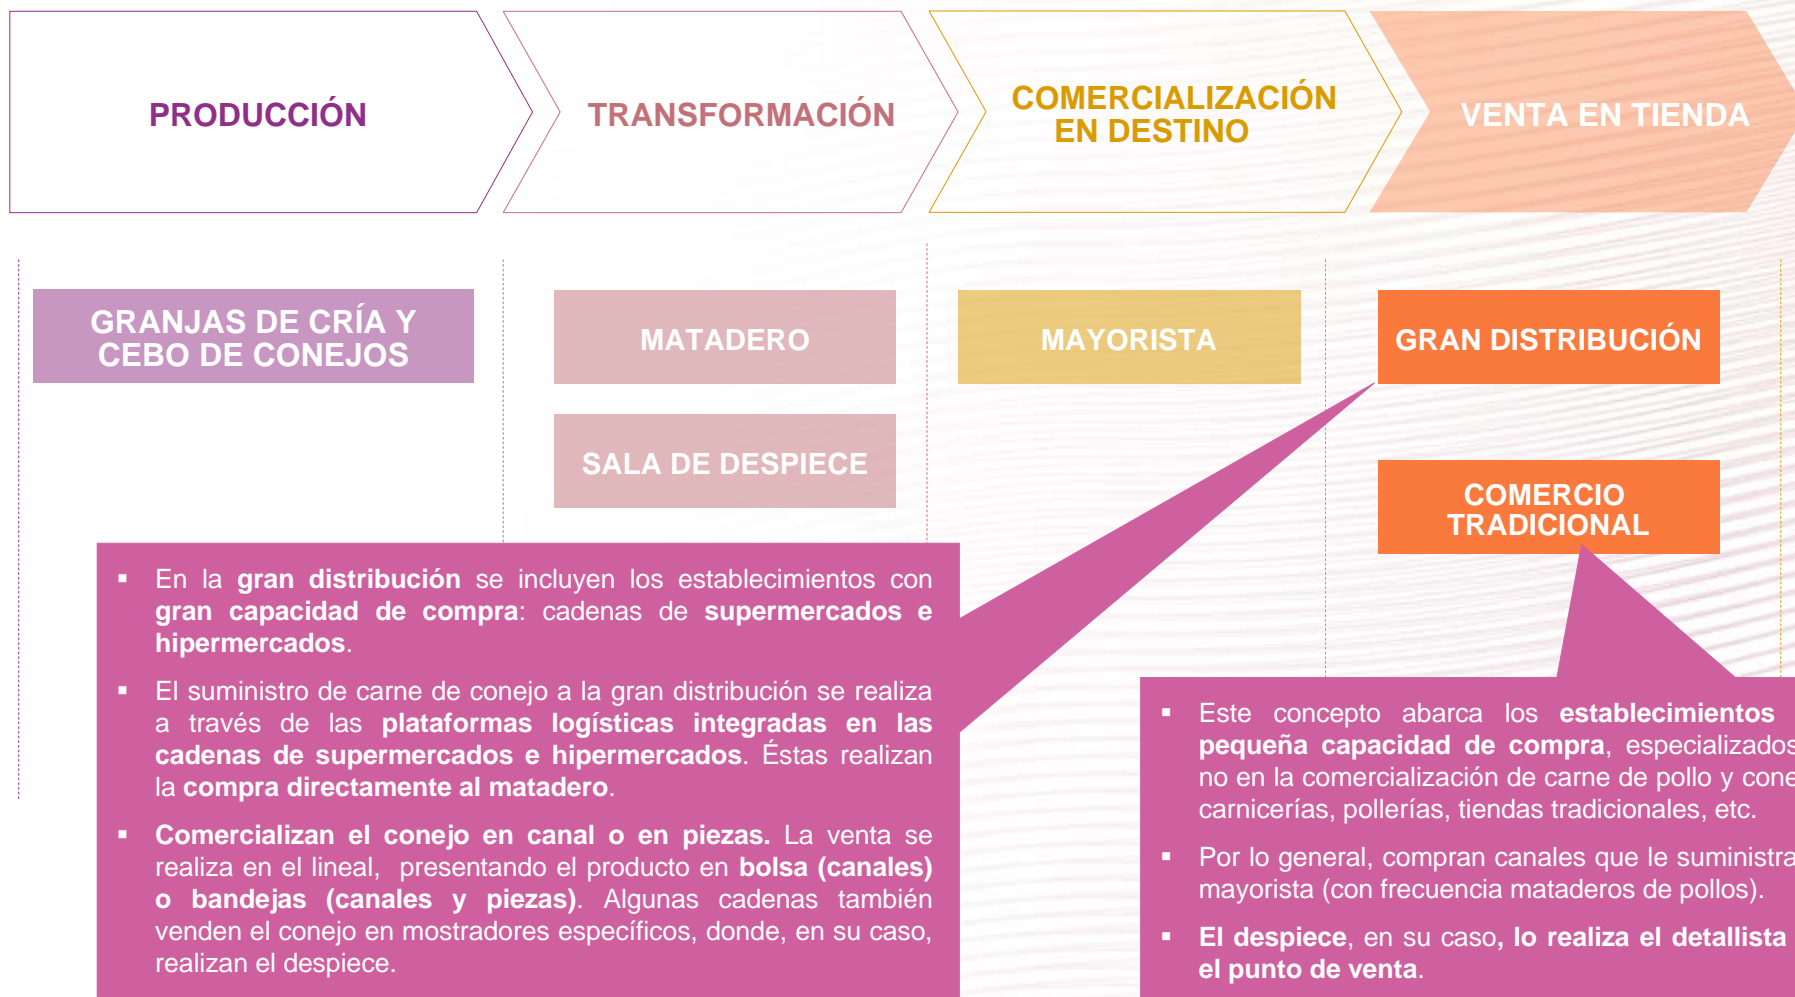 PRODUCCIÓN
TRANSFORMACIÓN
COMERCIALIZACIÓN
EN DESTINO
VENTA EN TIENDA
GRANJAS DE CRÍA Y
CEBO DE CONEJOS
MATADERO
MAYORISTA
GRAN DISTRIBUCIÓN
SALA DE DESPIECE
COMERCIO
TRADICIONAL
▪ En la gran distribución se incluyen los establecimientos con
gran capacidad de compra: cadenas de supermercados e
hipermercados.
▪ El suministro de carne de conejo a la gran distribución se realiza
a través de las plataformas logísticas integradas en las
cadenas de supermercados e hipermercados. Éstas realizan
la compra directamente al matadero.
▪ Comercializan el conejo en canal o en piezas. La venta se
realiza en el lineal, presentando el producto en bolsa (canales)
o bandejas (canales y piezas). Algunas cadenas también
venden el conejo en mostradores específicos, donde, en su caso,
realizan el despiece.
▪ Este concepto abarca los establecimientos
pequeña capacidad de compra, especializados
no en la comercialización de carne de pollo y cone
carnicerías, pollerías, tiendas tradicionales, etc.
▪ Por lo general, compran canales que le suministra
mayorista (con frecuencia mataderos de pollos).
▪ El despiece, en su caso, lo realiza el detallista
el punto de venta.